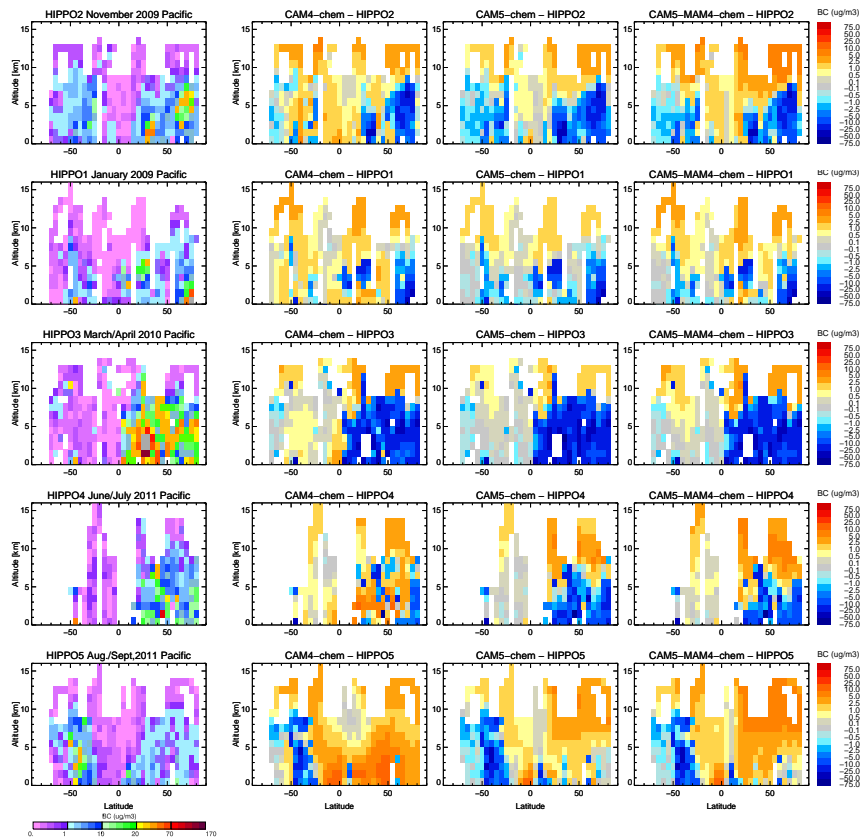 HIPPO2 November 2009 Pacific
CAM4−chem − HIPPO2
CAM5−chem − HIPPO2
CAM5−MAM4−chem − HIPPO2
BC (ug/m3)
15
10
5
0
Altitude [km]
−50 0 50
75.0
50.0
25.0
10.0
5.0
2.5
1.0
0.5
0.1
−0.1
−0.5
−1.0
−2.5
−5.0
−10.0
−25.0
−50.0
−75.0
HIPPO1 January 2009 Pacific
CAM4−chem − HIPPO1
CAM5−chem − HIPPO1
CAM5−MAM4−chem − HIPPO1
BC (ug/m3)
HIPPO3 March/April 2010 Pacific
CAM4−chem − HIPPO3
CAM5−chem − HIPPO3
CAM5−MAM4−chem − HIPPO3
BC (ug/m3)
HIPPO4 June/July 2011 Pacific
CAM4−chem − HIPPO4
CAM5−chem − HIPPO4
CAM5−MAM4−chem − HIPPO4
BC (ug/m3)
HIPPO5 Aug./Sept,2011 Pacific
CAM4−chem − HIPPO5
CAM5−chem − HIPPO5
CAM5−MAM4−chem − HIPPO5
BC (ug/m3)
Latitude
Latitude
Latitude
Latitude
BC (ug/m3)
0. 1 20 70 170